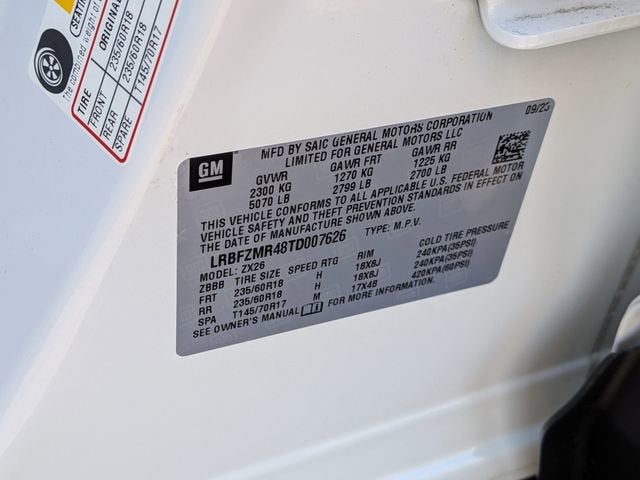 SEATIN
The combined weight of
TIRE ORIGINAL
FRONT 235/60R18
REAR 235/60R18
SPARE T145/70R17
GM
MFD BY SAIC GENERAL MOTORS CORPORATION 09/23
LIMITED FOR GENERAL MOTORS LLC
GVWR GAWR FRT GAWR RR
2300 KG 1270 KG 1225 KG
5070 LB 2799 LB 2700 LB
THIS VEHICLE CONFORMS TO ALL APPLICABLE U.S. FEDERAL MOTOR
VEHICLE SAFETY AND THEFT PREVENTION STANDARDS IN EFFECT ON
THE DATE OF MANUFACTURE SHOWN ABOVE.
LRBFZMR48TD007626 TYPE: M.P.V.
MODEL: ZX26
ZBBB TIRE SIZE SPEED RTG RIM COLD TIRE PRESSURE
FRT 235/60R18 H 18X8J 240KPA(35PSI)
RR 235/60R18 H 18X8J 240KPA(35PSI)
SPA T145/70R17 M 17X4B 420KPA(60PSI)
SEE OWNER'S MANUAL FOR MORE INFORMATION.